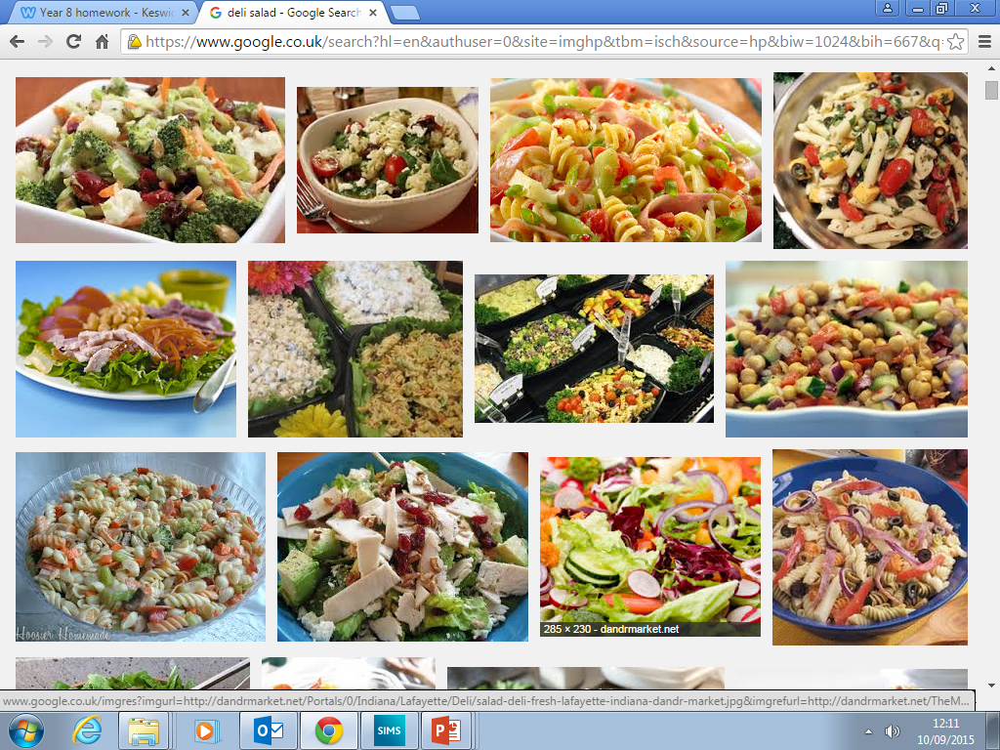 Year 8 homework - Keswic
deli salad - Google Search
https://www.google.co.uk/search?hl=en&authuser=0&site=imghp&tbm=isch&source=hp&biw=1024&bih=667&q
Hoosier Homemade
285 × 230 - dandrmarket.net
www.google.co.uk/imgres?imgurl=http://dandrmarket.net/Portals/0/Indiana/Lafayette/Deli/salad-deli-fresh-lafayette-indiana-dandr-market.jpg&imgrefurl=http://dandrmarket.net/TheM...
SIMS
12:11
10/09/2015